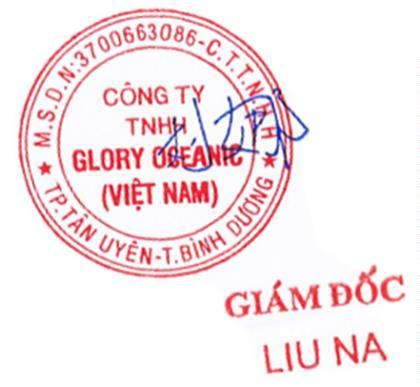 M.S.D.N:3700663086-C.T.T.N.H.H
CÔNG TY
TNHH
GLORY OCEANIC
(VIỆT NAM)
★ TP.TÂN UYÊN-T.BÌNH DƯƠNG ★
GIÁM ĐỐC
LIU NA